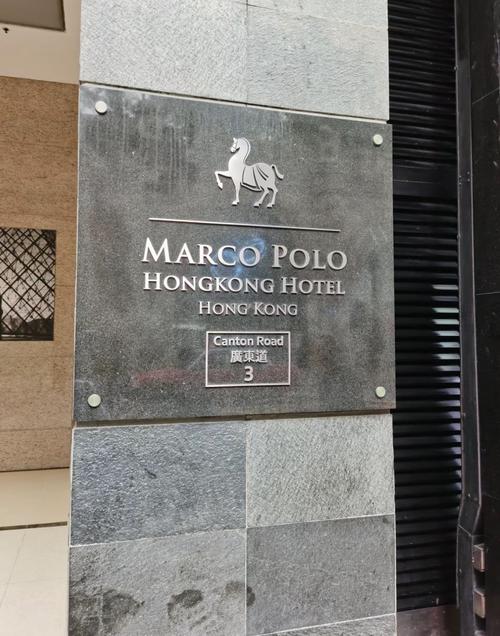 MARCO POLO
HONGKONG HOTEL
HONG KONG
Canton Road
廣東道
3